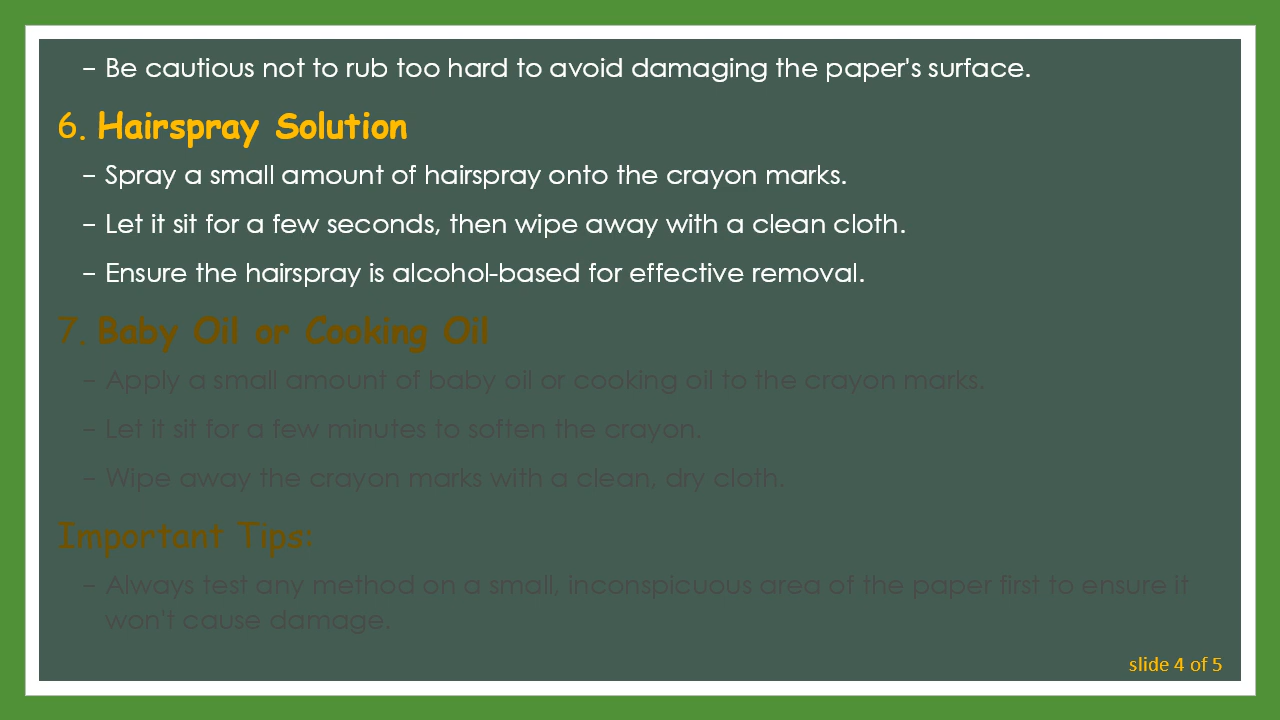 – Be cautious not to rub too hard to avoid damaging the paper's surface.
6. Hairspray Solution
– Spray a small amount of hairspray onto the crayon marks.
– Let it sit for a few seconds, then wipe away with a clean cloth.
– Ensure the hairspray is alcohol-based for effective removal.
7. Baby Oil or Cooking Oil
– Apply a small amount of baby oil or cooking oil to the crayon marks.
– Let it sit for a few minutes to soften the crayon.
– Wipe away the crayon marks with a clean, dry cloth.
Important Tips:
– Always test any method on a small, inconspicuous area of the paper first to ensure it
won't cause damage.
slide 4 of 5